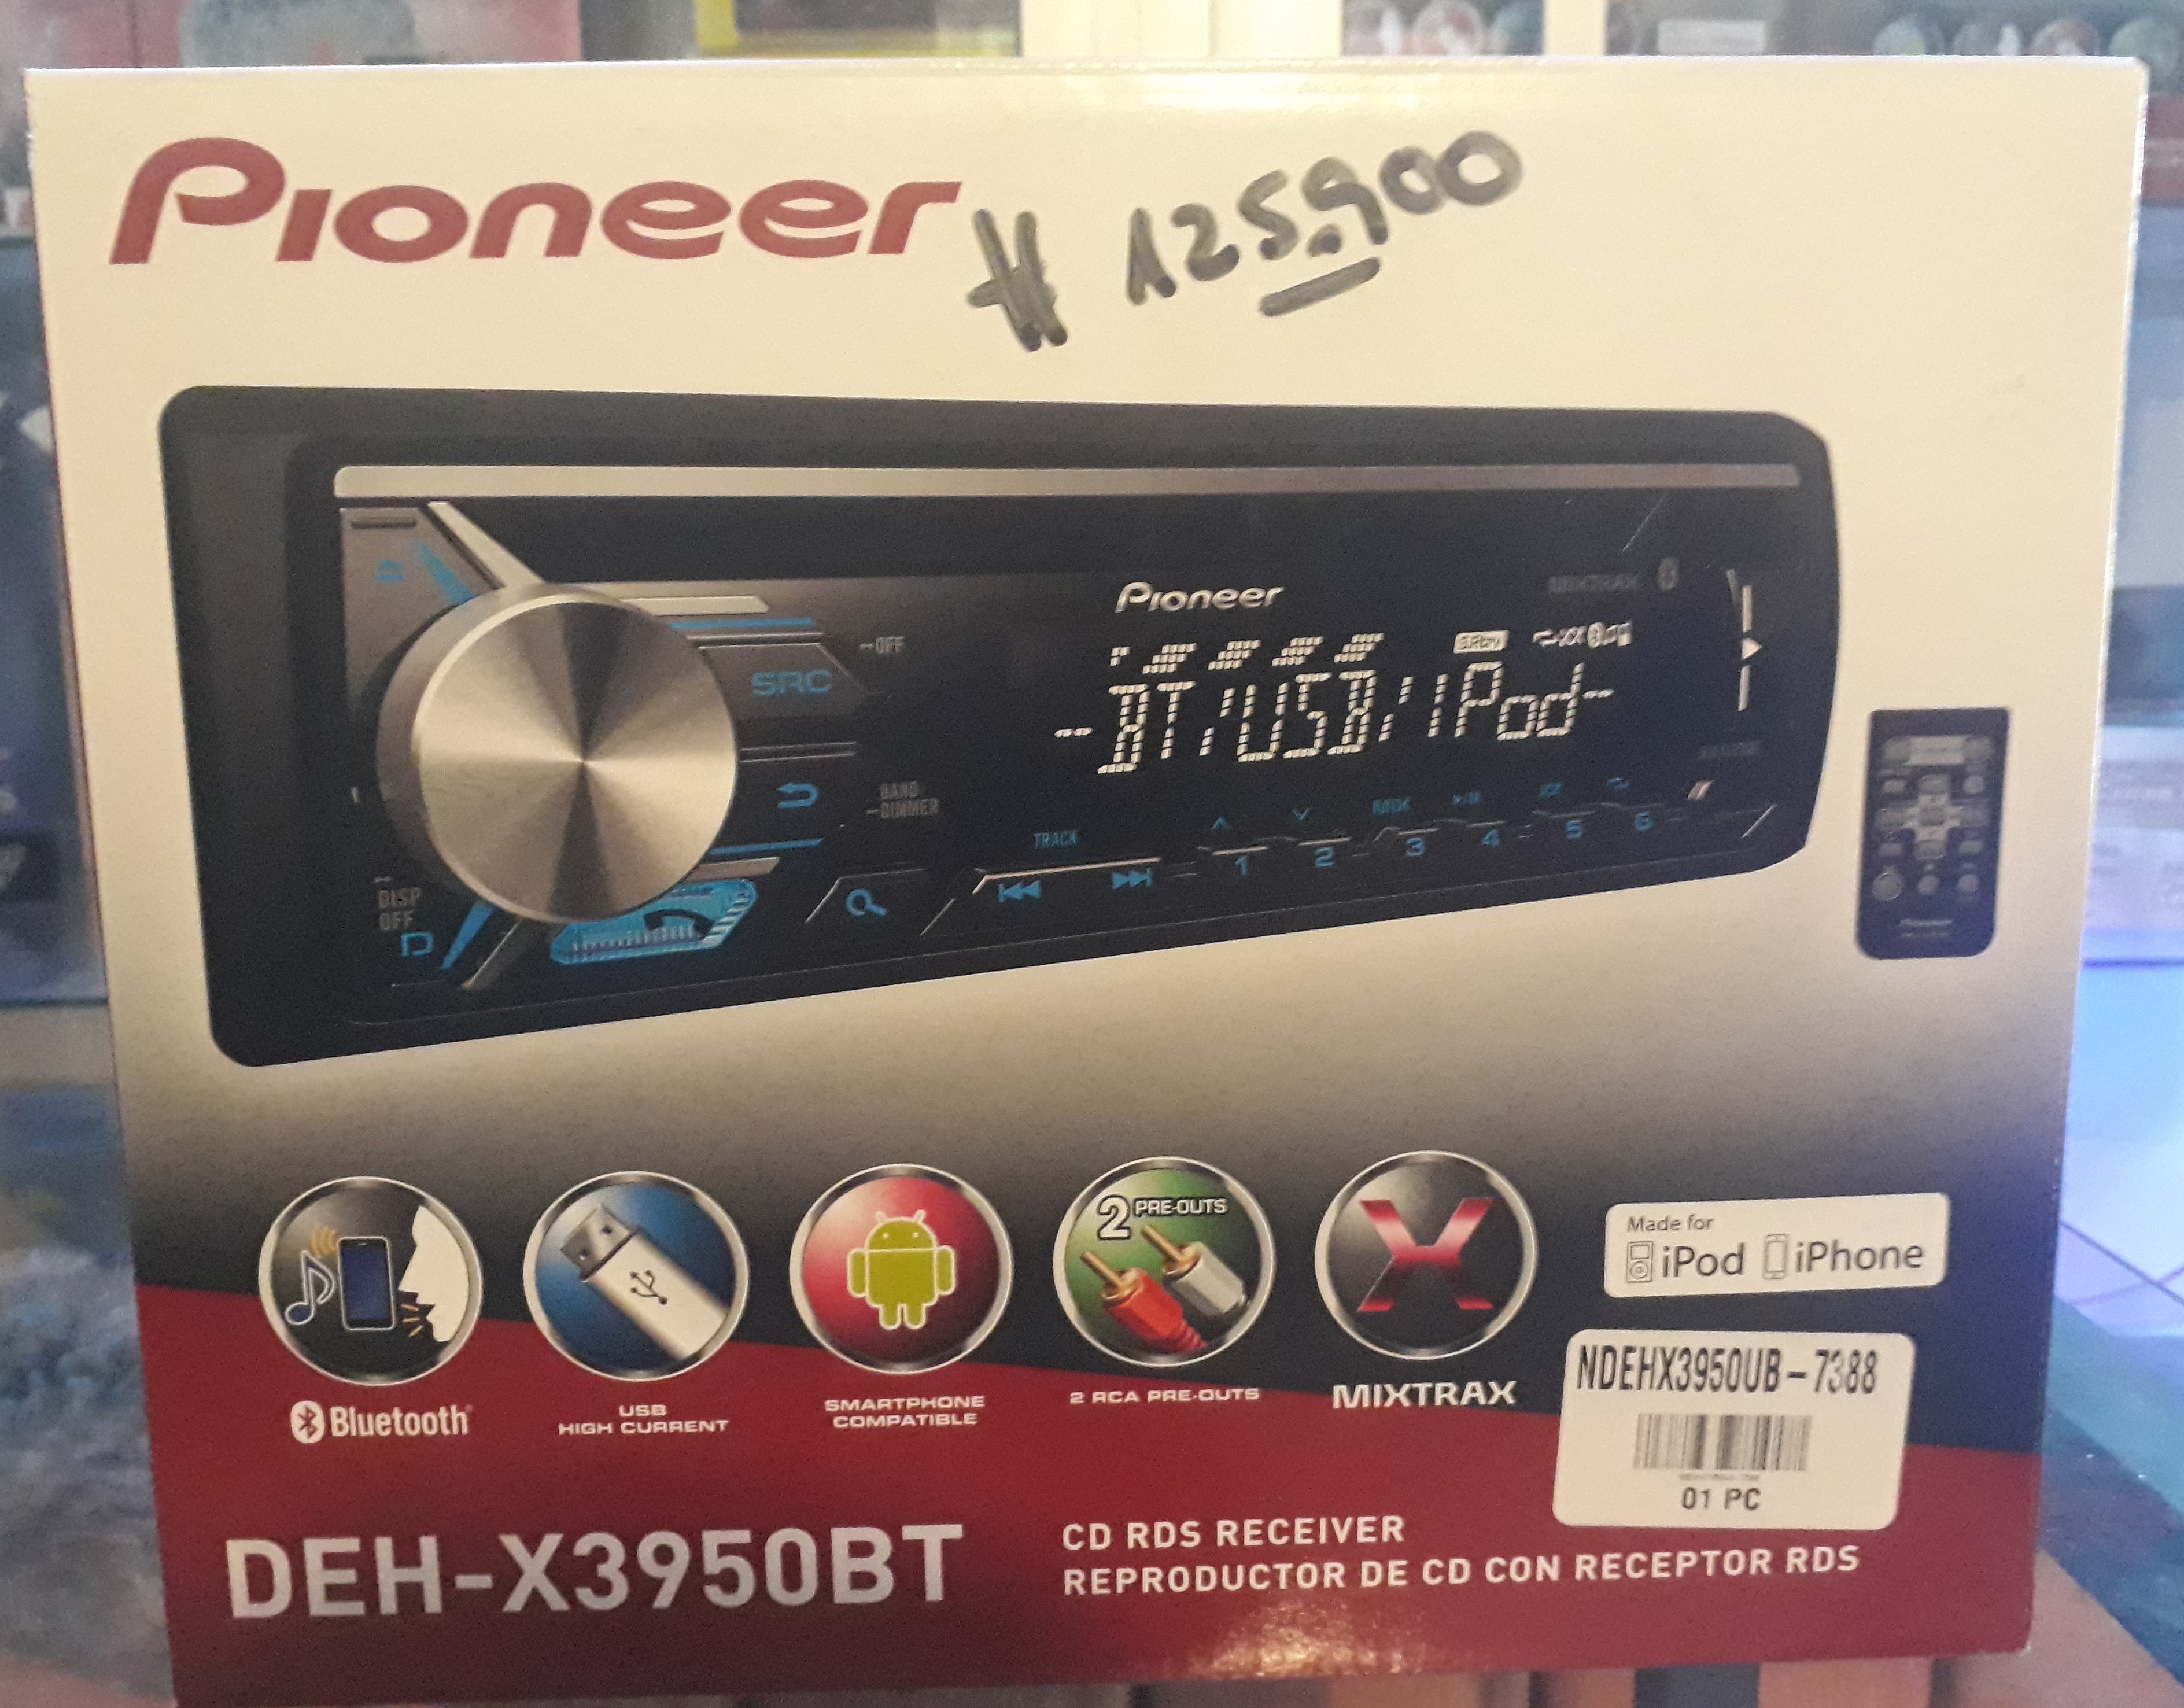 Pioneer
# 125.900
Pioneer
MIXTRAX
OFF
SRC
-BT/USB/iPod-
BAND
DIMMER
TRACK
MIX
1 2 3 4 5 6
DISP
OFF
Pioneer
2 PRE-OUTS
Made for
iPod iPhone
Bluetooth
USB
HIGH CURRENT
SMARTPHONE
COMPATIBLE
2 RCA PRE-OUTS
MIXTRAX
NDEHX3950UB-7388
01 PC
DEH-X3950BT
CD RDS RECEIVER
REPRODUCTOR DE CD CON RECEPTOR RDS